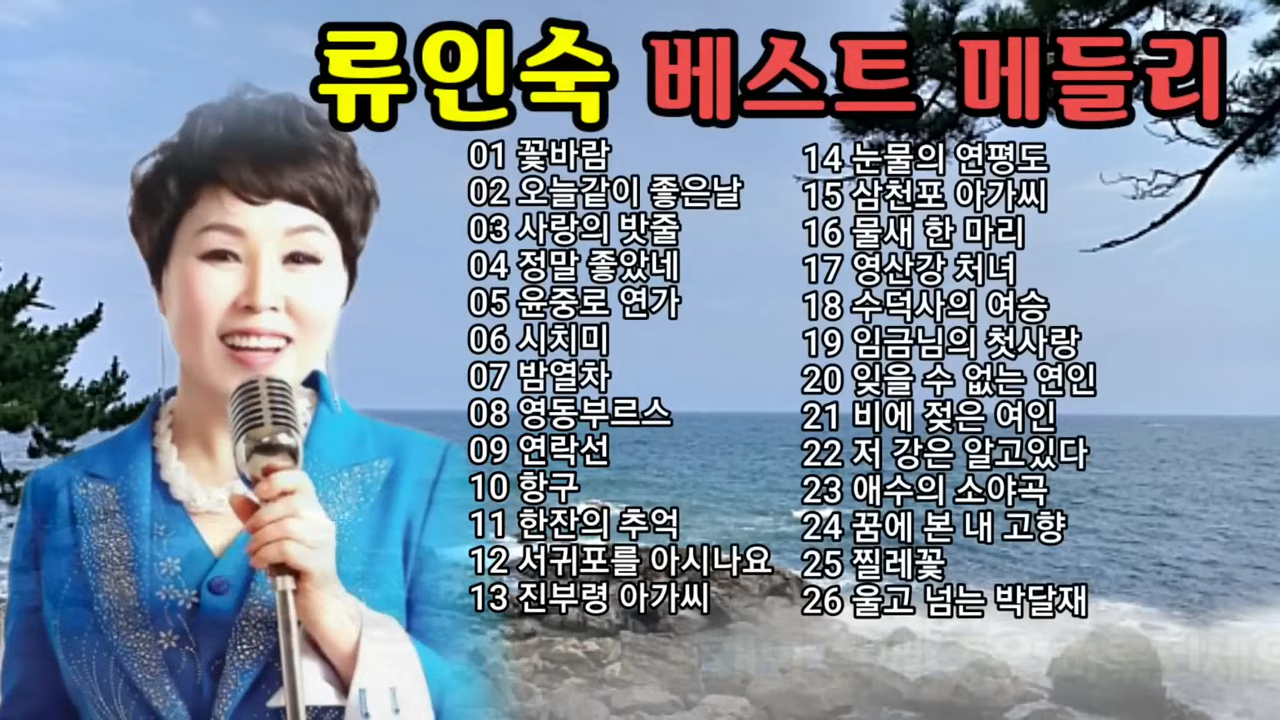 류인숙 베스트 메들리
01 꽃바람
02 오늘같이 좋은날
03 사랑의 밧줄
04 정말 좋았네
05 윤중로 연가
06 시치미
07 밤열차
08 영동부르스
09 연락선
10 항구
11 한잔의 추억
12 서귀포를 아시나요
13 진부령 아가씨
14 눈물의 연평도
15 삼천포 아가씨
16 물새 한 마리
17 영산강 처녀
18 수덕사의 여승
19 임금님의 첫사랑
20 잊을 수 없는 연인
21 비에 젖은 여인
22 저 강은 알고있다
23 애수의 소야곡
24 꿈에 본 내 고향
25 찔레꽃
26 울고 넘는 박달재